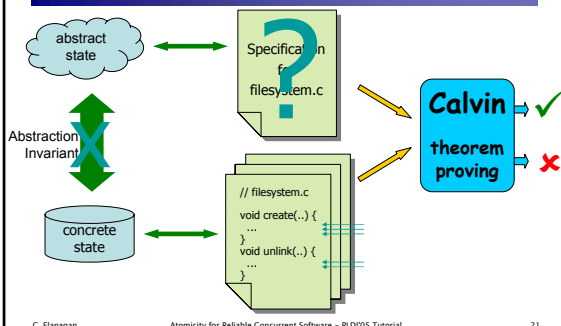 abstract
state
Specification
for
filesystem.c
?
Abstraction
Invariant
X
Calvin
theorem
proving
// filesystem.c
void create(..) {
...
}
void unlink(..) {
...
}
concrete
state
C. Flanagan Atomicity for Reliable Concurrent Software - PLDI'05 Tutorial 21